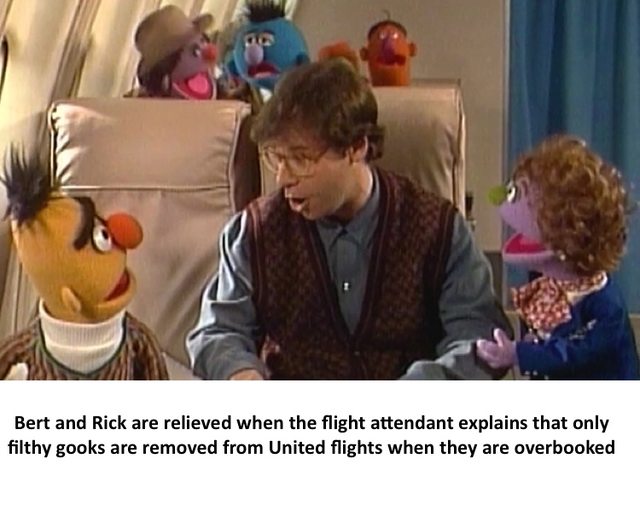 Bert and Rick are relieved when the flight attendant explains that only
filthy gooks are removed from United flights when they are overbooked